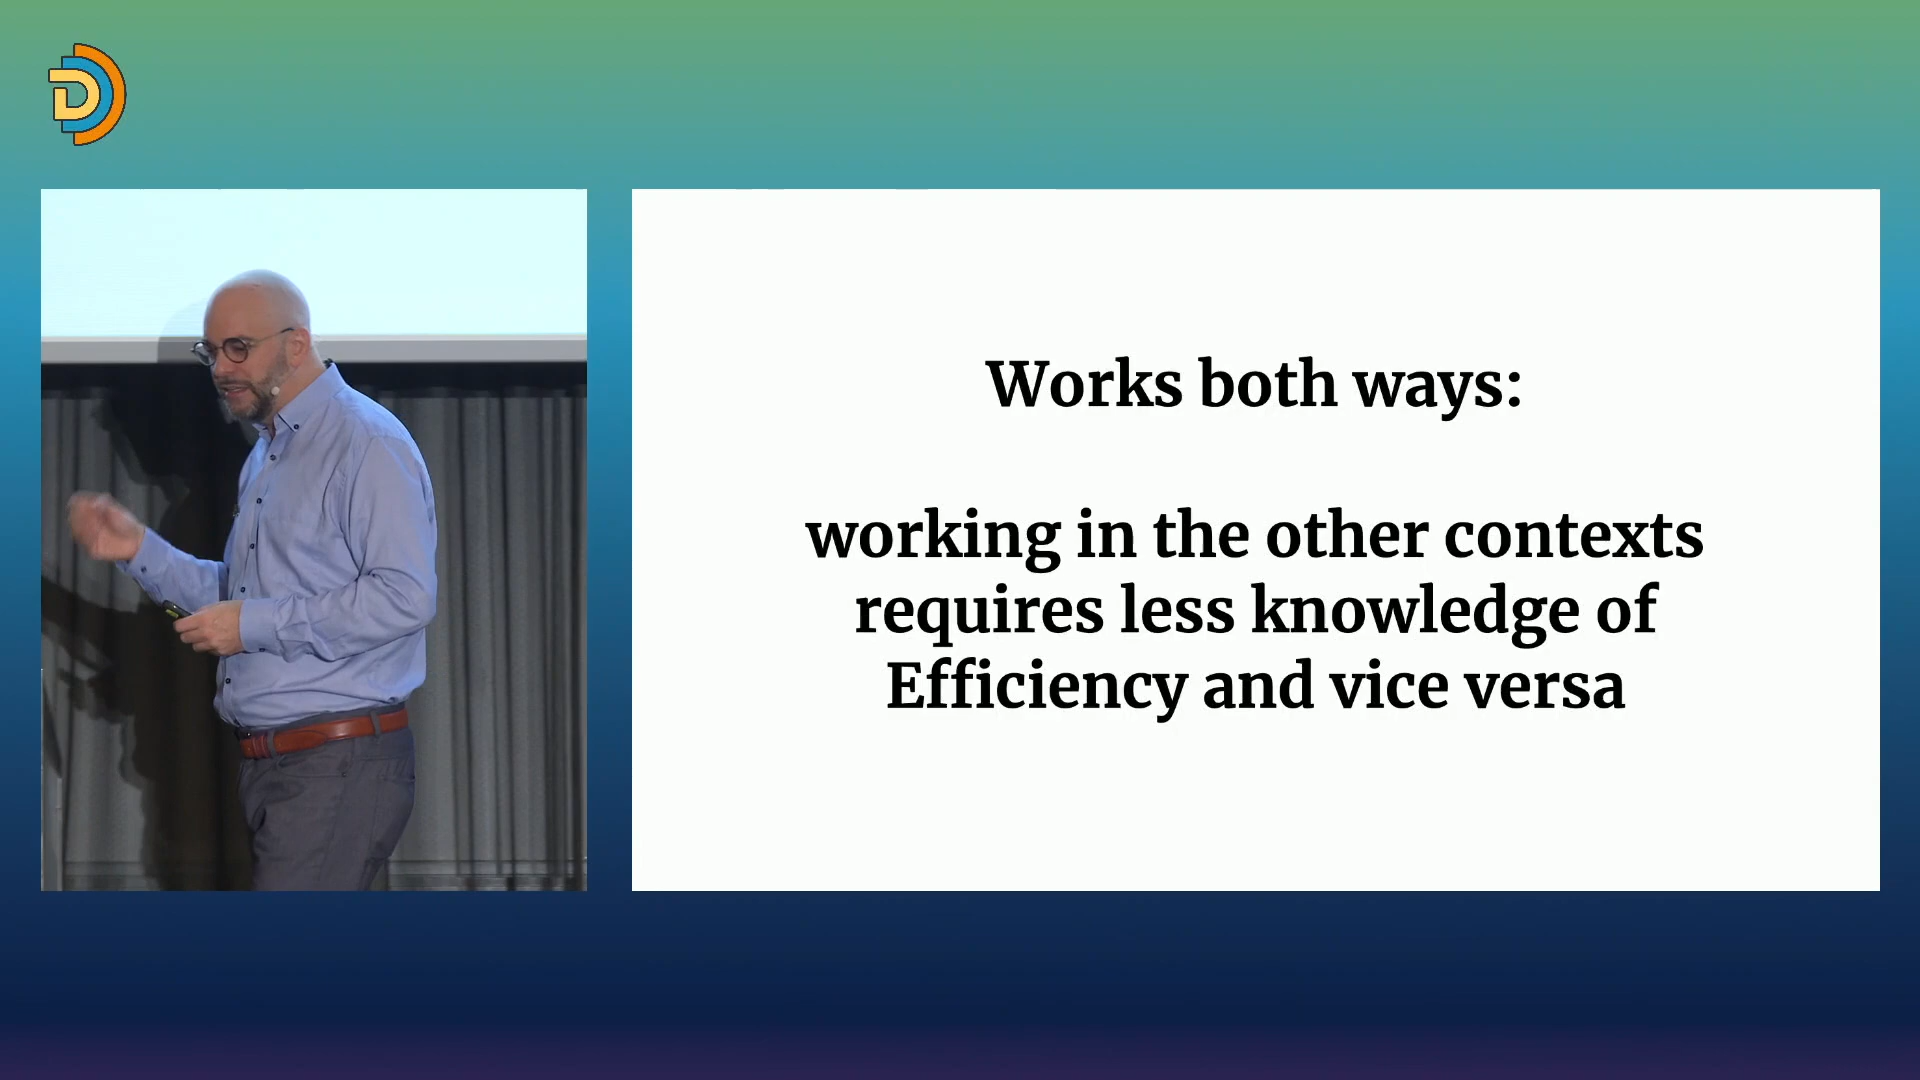 Works both ways:
working in the other contexts
requires less knowledge of
Efficiency and vice versa